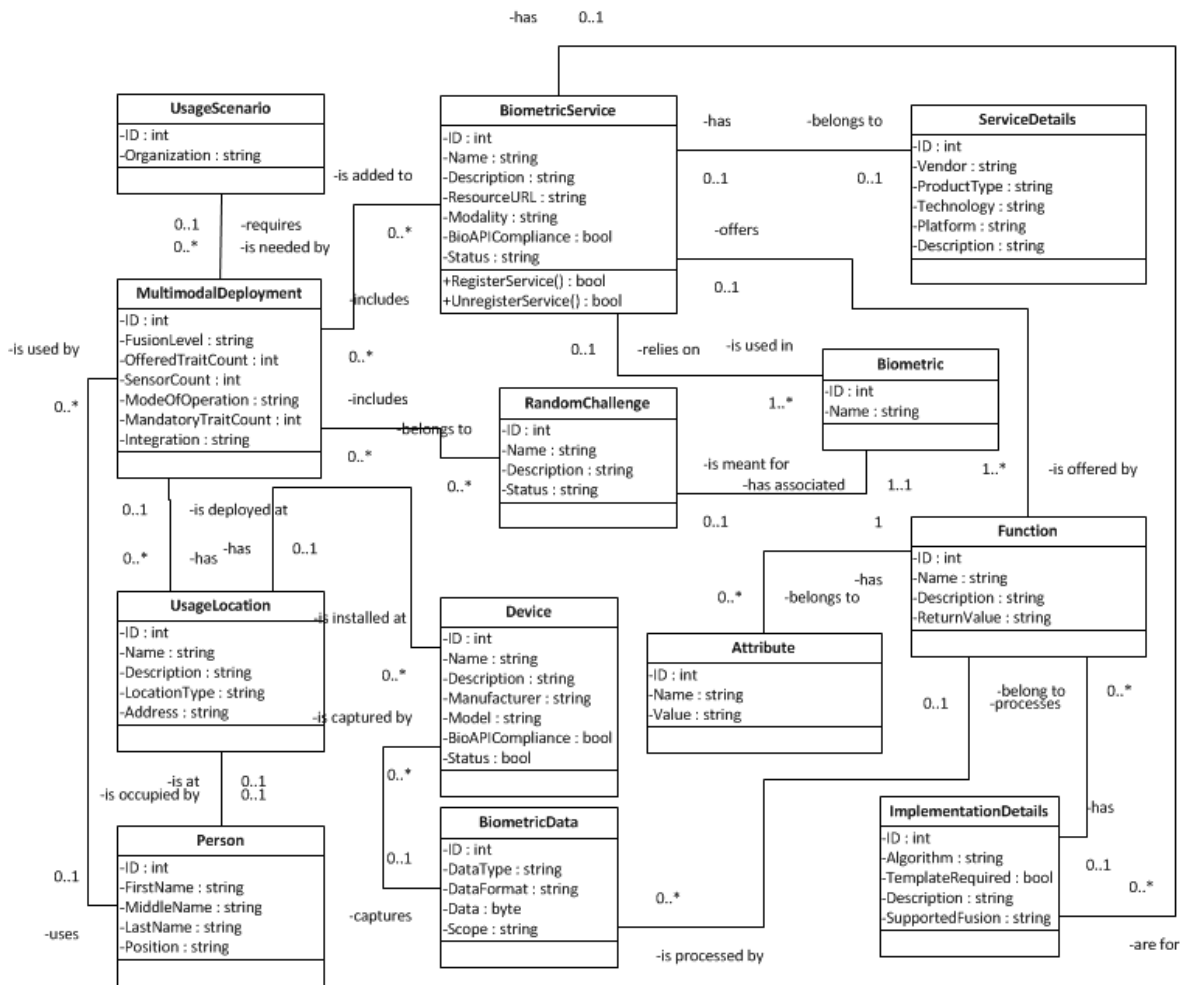 -has 0..1
UsageScenario
-ID : int
-Organization : string
BiometricService
-ID : int
-Name : string
-Description : string
-ResourceURL : string
-Modality : string
-BioAPICompliance : bool
-Status : string
+RegisterService() : bool
+UnregisterService() : bool
-has -belongs to
0..1 0..1
ServiceDetails
-ID : int
-Vendor : string
-ProductType : string
-Technology : string
-Platform : string
-Description : string
-is added to
0..*
0..1 -requires
0..* -is needed by
-offers
0..1
MultimodalDeployment
-ID : int
-FusionLevel : string
-OfferedTraitCount : int
-SensorCount : int
-ModeOfOperation : string
-MandatoryTraitCount : int
-Integration : string
-includes
0..*
-is used by
0..*
0..1 -relies on -is used in
1..*
Biometric
-ID : int
-Name : string
-includes
-belongs to
0..*
0..*
RandomChallenge
-ID : int
-Name : string
-Description : string
-Status : string
-is meant for
-has associated
0..1
1..1
1
1..* -is offered by
Function
-ID : int
-Name : string
-Description : string
-ReturnValue : string
0..1 -is deployed at
0..* -has
-has 0..1
UsageLocation
-ID : int
-Name : string
-Description : string
-LocationType : string
-Address : string
-is installed at
0..*
Device
-ID : int
-Name : string
-Description : string
-Manufacturer : string
-Model : string
-BioAPICompliance : bool
-Status : bool
-has
0..* -belongs to
Attribute
-ID : int
-Name : string
-Value : string
-is captured by
0..*
0..1
-captures
0..1
-belong to
-processes
0..*
-is at 0..1
-is occupied by 0..1
Person
-ID : int
-FirstName : string
-MiddleName : string
-LastName : string
-Position : string
0..1
-uses
BiometricData
-ID : int
-DataType : string
-DataFormat : string
-Data : byte
-Scope : string
0..*
-is processed by
ImplementationDetails
-ID : int
-Algorithm : string
-TemplateRequired : bool
-Description : string
-SupportedFusion : string
-has
0..1
0..*
-are for